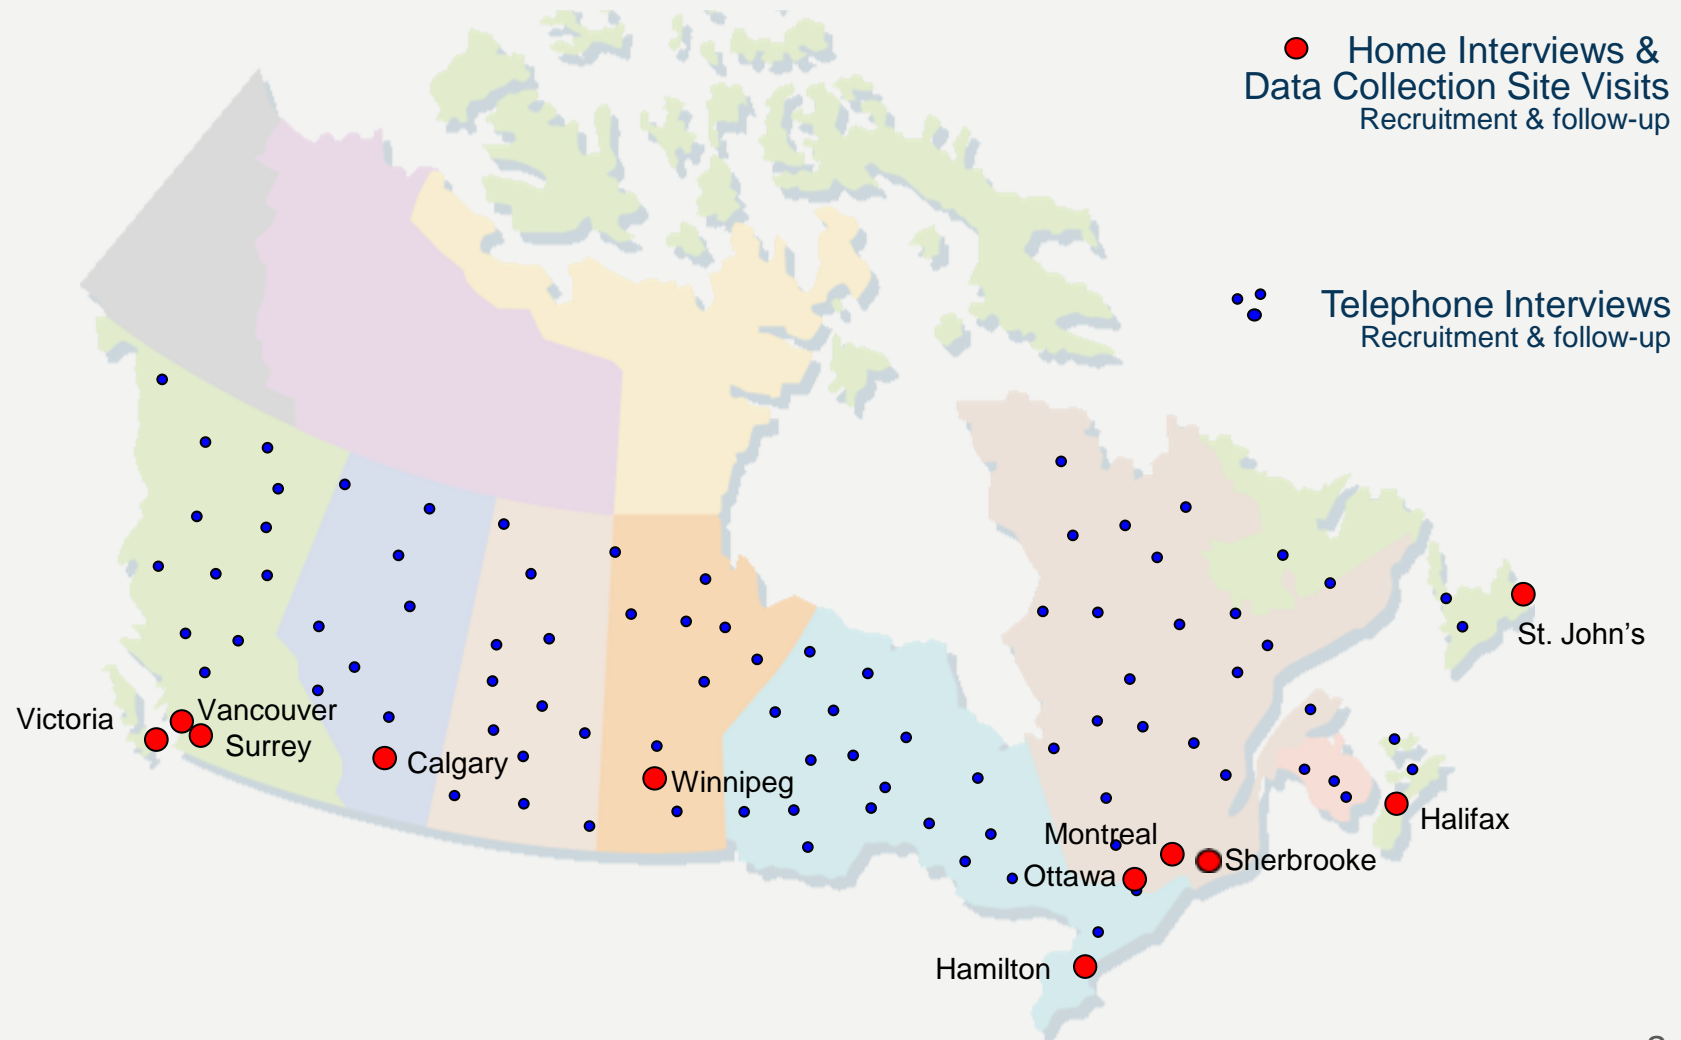 Home Interviews &
Data Collection Site Visits
Recruitment & follow-up
Telephone Interviews
Recruitment & follow-up
St. John’s
Victoria
Vancouver
Surrey
Calgary
Winnipeg
Halifax
Montreal
Sherbrooke
Ottawa
Hamilton